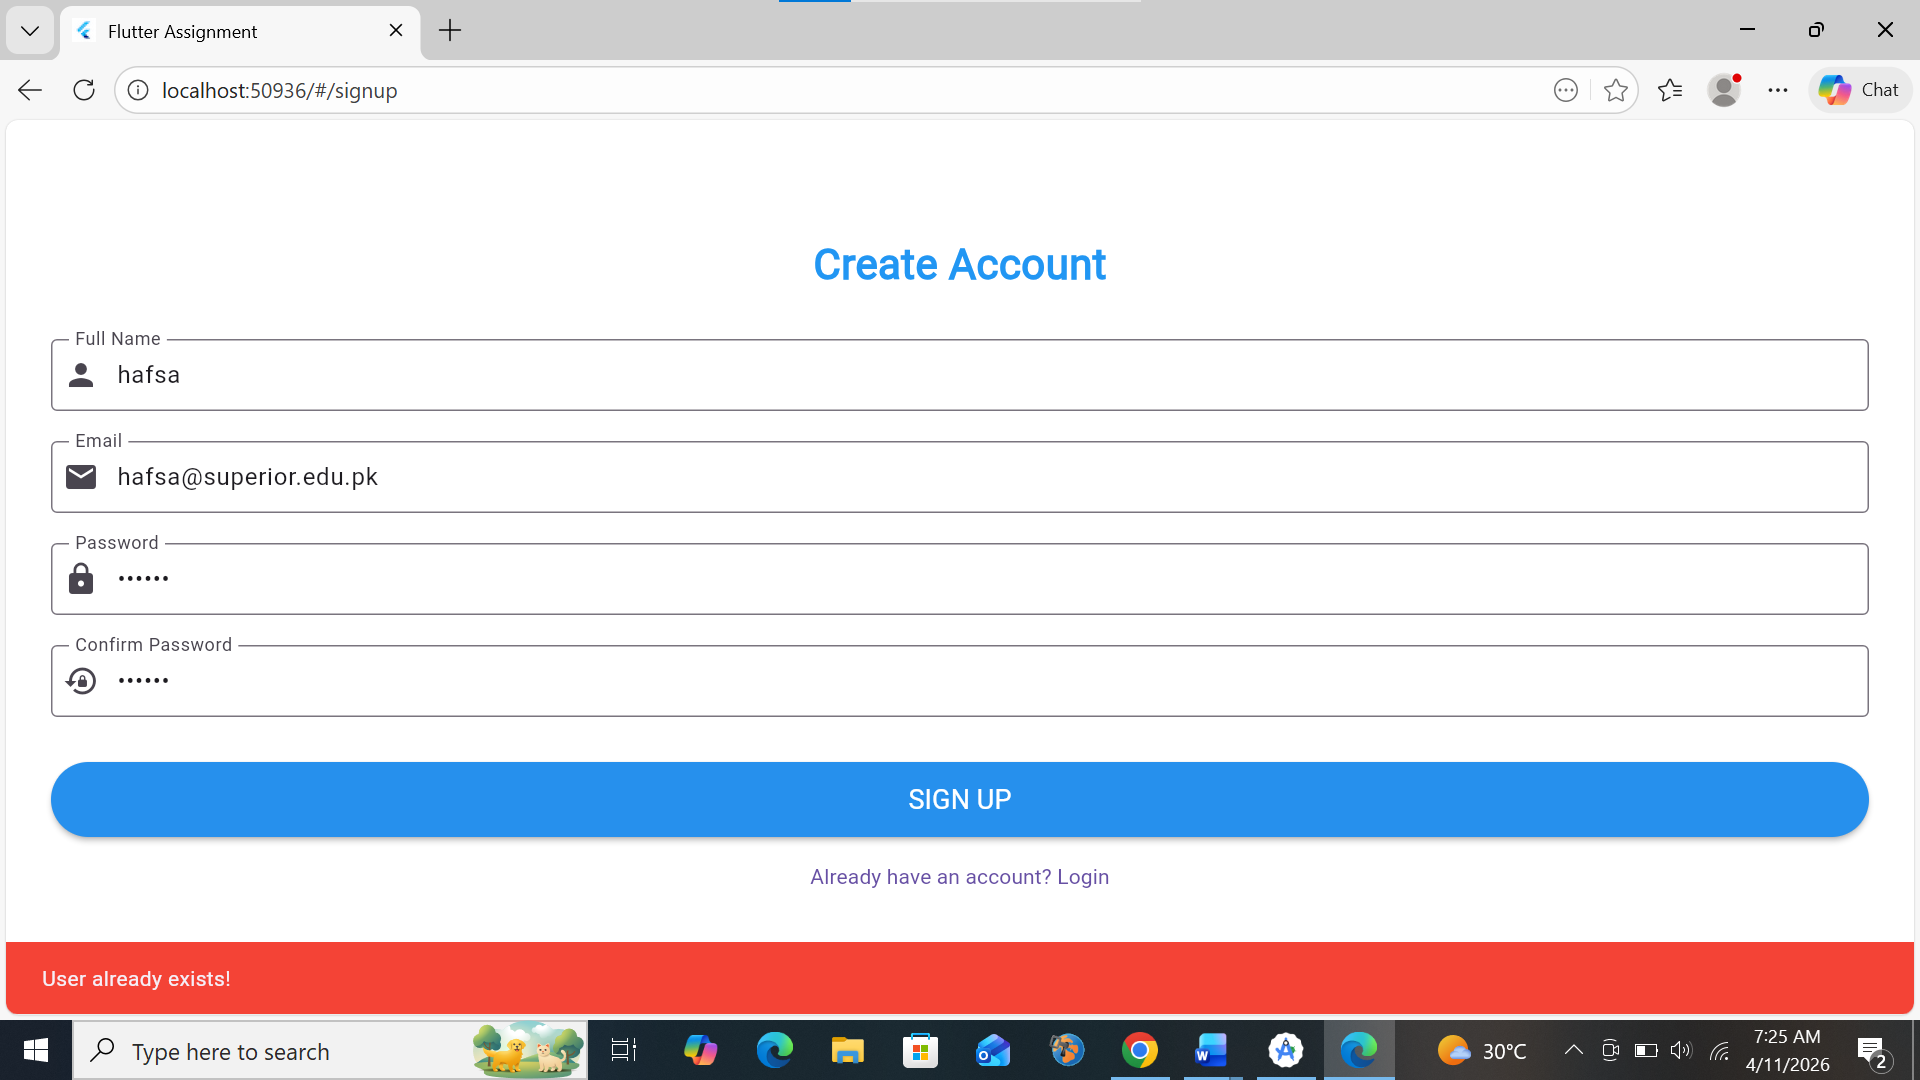 Flutter Assignment
localhost:50936/#/signup
Chat
Create Account
Full Name
hafsa
Email
hafsa@superior.edu.pk
Password
••••••
Confirm Password
••••••
SIGN UP
Already have an account? Login
User already exists!
Type here to search
30°C
7:25 AM
4/11/2026
2